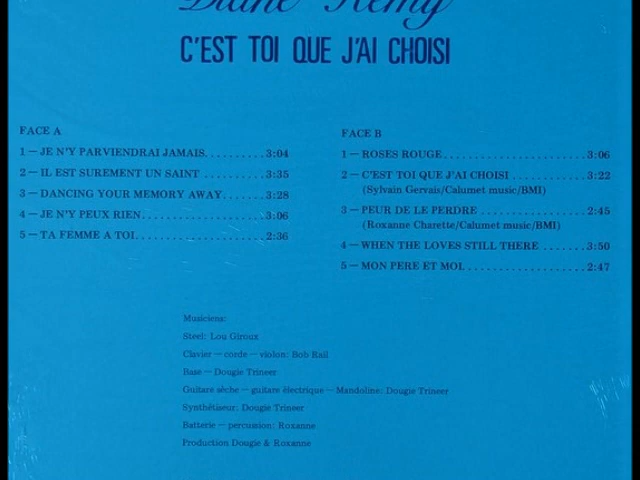 Diane Rémy
C'EST TOI QUE J'AI CHOISI
FACE A
1 — JE N'Y PARVIENDRAI JAMAIS..........3:04
2 — IL EST SUREMENT UN SAINT..........3:35
3 — DANCING YOUR MEMORY AWAY.......3:28
4 — JE N'Y PEUX RIEN....................3:06
5 — TA FEMME A TOI.....................2:36
FACE B
1 — ROSES ROUGE.......................3:06
2 — C'EST TOI QUE J'AI CHOISI............3:22
(Sylvain Gervais/Calumet music/BMI)
3 — PEUR DE LE PERDRE.................2:45
(Roxanne Charette/Calumet music/BMI)
4 — WHEN THE LOVES STILL THERE..........3:50
5 — MON PERE ET MOI....................2:47
Musiciens:
Steel: Lou Giroux
Clavier — corde — violon: Bob Rail
Base — Dougie Trineer
Guitare sèche — guitare électrique — Mandoline: Dougie Trineer
Synthétiseur: Dougie Trineer
Batterie — percussion: Roxanne
Production Dougie & Roxanne